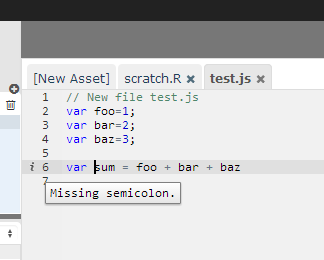 [New Asset] scratch.R × test.js ×
1 // New file test.js
2 var foo=1;
3 var bar=2;
4 var baz=3;
5
i 6 var sum = foo + bar + baz
7
Missing semicolon.